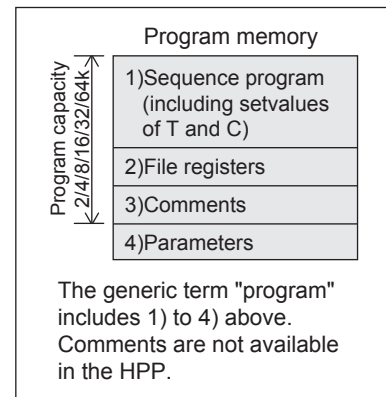 Program memory
Program capacity
2/4/8/16/32/64k
1)Sequence program
(including setvalues
of T and C)
2)File registers
3)Comments
4)Parameters
The generic term "program"
includes 1) to 4) above.
Comments are not available
in the HPP.